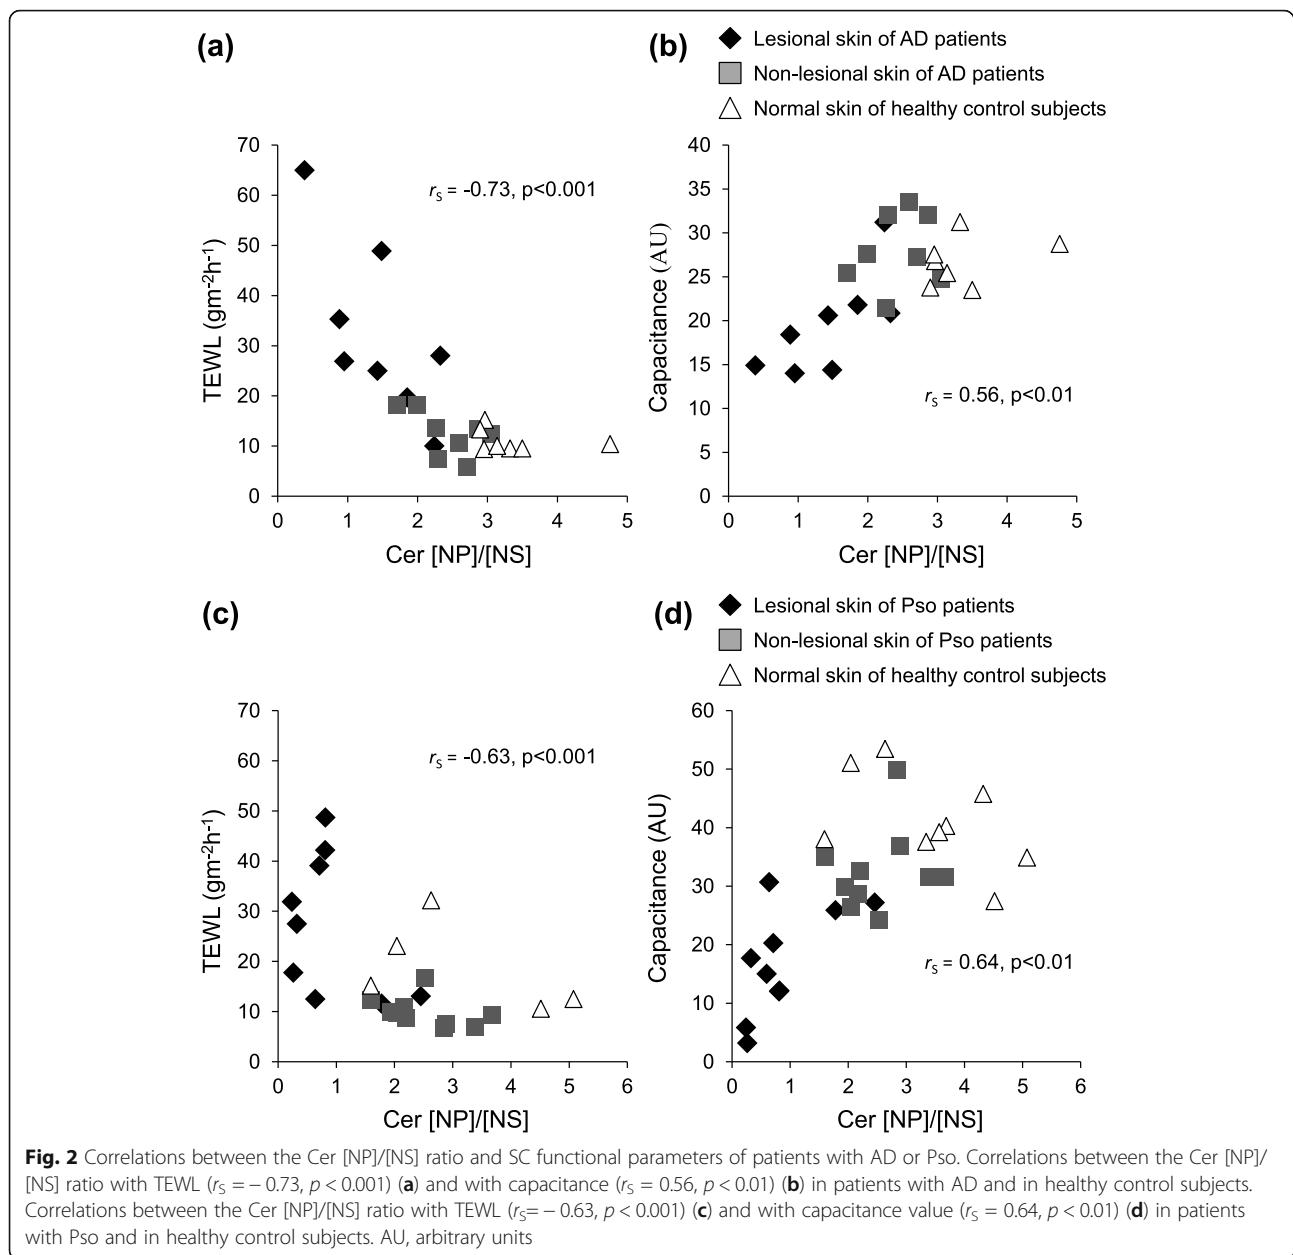 (a)
(b)
Lesional skin of AD patients
Non-lesional skin of AD patients
Normal skin of healthy control subjects
70
60
50
40
30
20
10
0
TEWL (gm-2h-1)
rS = -0.73, p<0.001
0 1 2 3 4 5
Cer [NP]/[NS]
40
35
30
25
20
15
10
5
0
Capacitance (AU)
rS = 0.56, p<0.01
0 1 2 3 4 5
Cer [NP]/[NS]
(c)
(d)
Lesional skin of Pso patients
Non-lesional skin of Pso patients
Normal skin of healthy control subjects
70
60
50
40
30
20
10
0
TEWL (gm-2h-1)
rS = -0.63, p<0.001
0 1 2 3 4 5 6
Cer [NP]/[NS]
60
50
40
30
20
10
0
Capacitance (AU)
rS = 0.64, p<0.01
0 1 2 3 4 5 6
Cer [NP]/[NS]
Fig. 2 Correlations between the Cer [NP]/[NS] ratio and SC functional parameters of patients with AD or Pso. Correlations between the Cer [NP]/
[NS] ratio with TEWL (rS = − 0.73, p < 0.001) (a) and with capacitance (rS = 0.56, p < 0.01) (b) in patients with AD and in healthy control subjects.
Correlations between the Cer [NP]/[NS] ratio with TEWL (rS= − 0.63, p < 0.001) (c) and with capacitance value (rS = 0.64, p < 0.01) (d) in patients
with Pso and in healthy control subjects. AU, arbitrary units